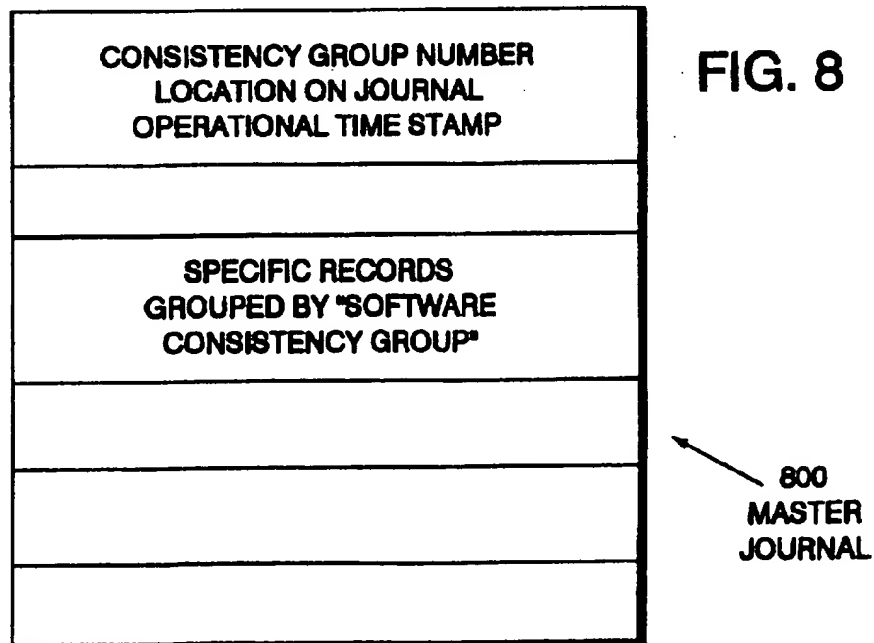 CONSISTENCY GROUP NUMBER
LOCATION ON JOURNAL
OPERATIONAL TIME STAMP
FIG. 8
SPECIFIC RECORDS
GROUPED BY "SOFTWARE
CONSISTENCY GROUP"
800
MASTER
JOURNAL